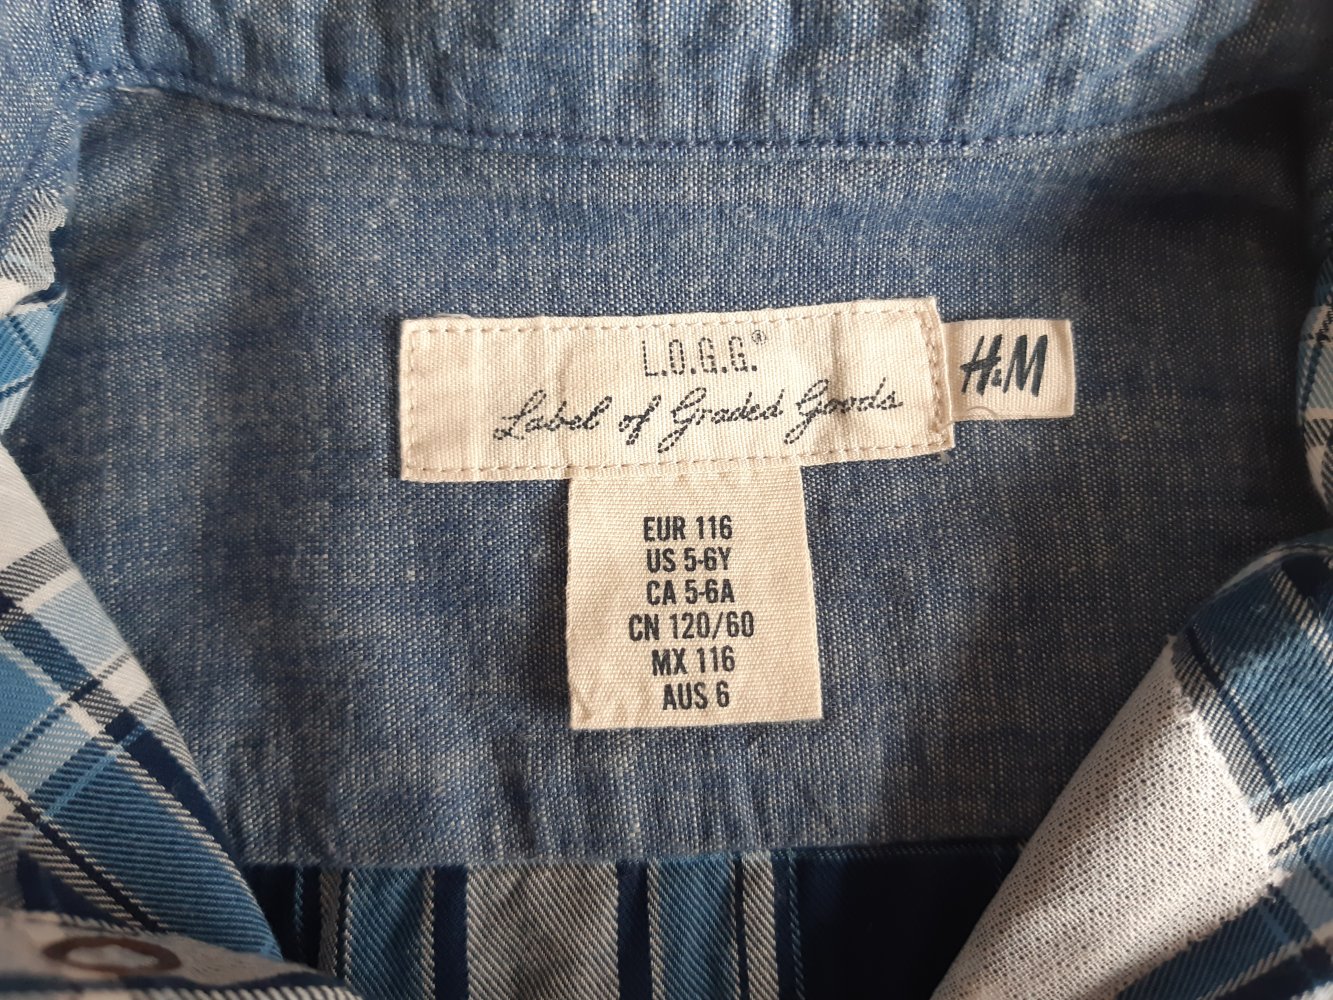 L.O.G.G.®
Label of Graded Goods
H&M
EUR 116
US 5-6Y
CA 5-6A
CN 120/60
MX 116
AUS 6